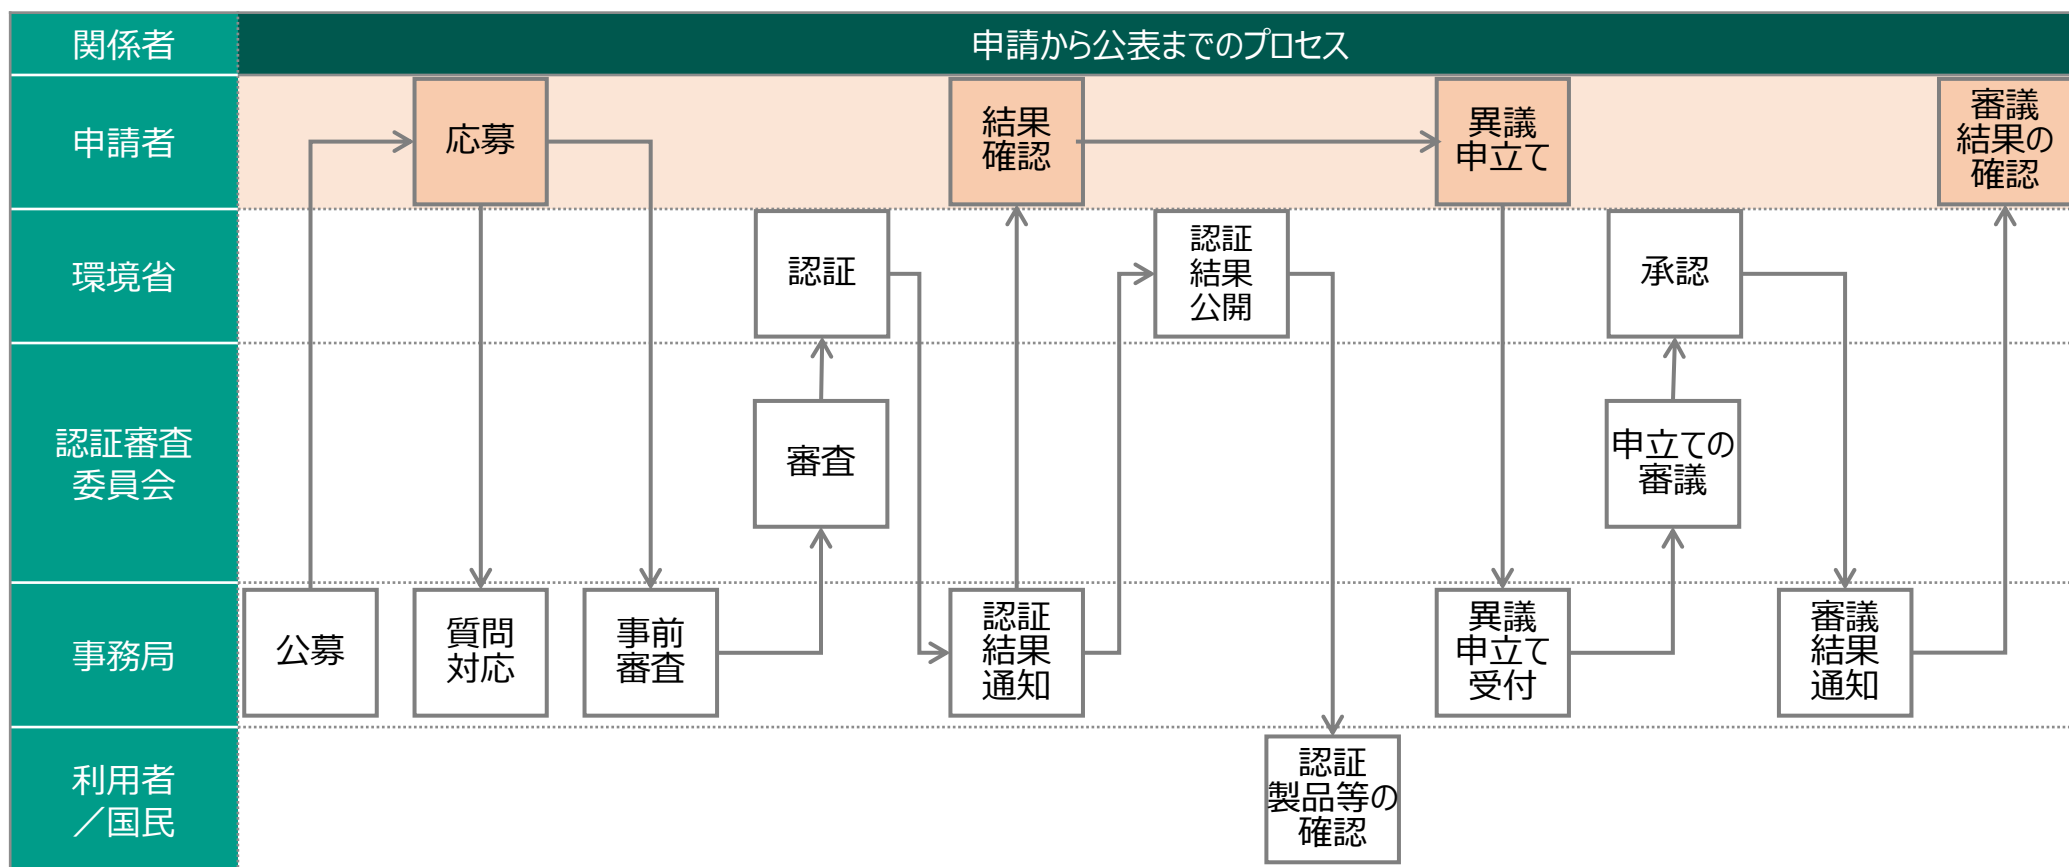 関係者
申請から公表までのプロセス
申請者
応募
結果
確認
異議
申立て
審議
結果の
確認
環境省
認証
認証
結果
公開
承認
認証審査
委員会
審査
申立ての
審議
事務局
公募
質問
対応
事前
審査
認証
結果
通知
異議
申立て
受付
審議
結果
通知
利用者
／国民
認証
製品等の
確認